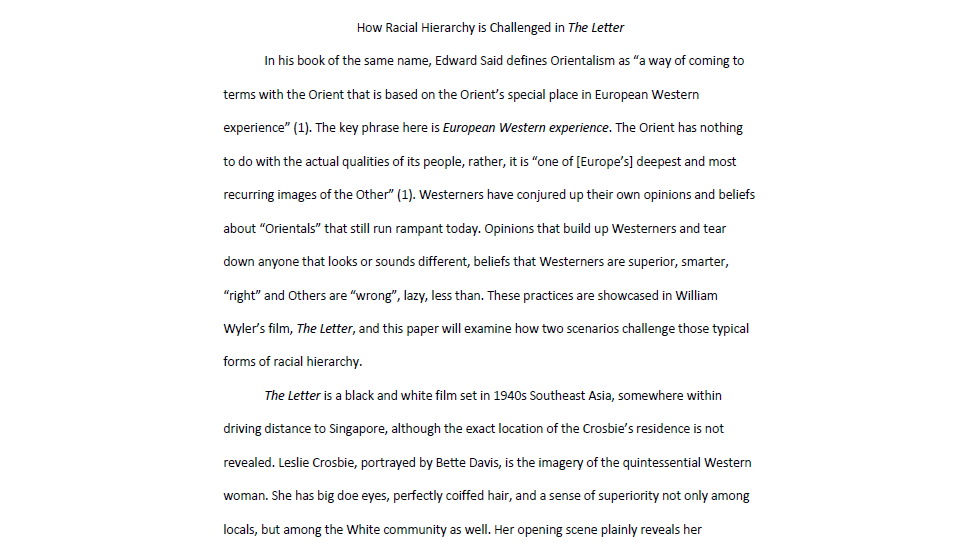 How Racial Hierarchy is Challenged in The Letter
In his book of the same name, Edward Said defines Orientalism as “a way of coming to
terms with the Orient that is based on the Orient’s special place in European Western
experience” (1). The key phrase here is European Western experience. The Orient has nothing
to do with the actual qualities of its people, rather, it is “one of [Europe’s] deepest and most
recurring images of the Other” (1). Westerners have conjured up their own opinions and beliefs
about “Orientals” that still run rampant today. Opinions that build up Westerners and tear
down anyone that looks or sounds different, beliefs that Westerners are superior, smarter,
“right” and Others are “wrong”, lazy, less than. These practices are showcased in William
Wyler’s film, The Letter, and this paper will examine how two scenarios challenge those typical
forms of racial hierarchy.
The Letter is a black and white film set in 1940s Southeast Asia, somewhere within
driving distance to Singapore, although the exact location of the Crosbie’s residence is not
revealed. Leslie Crosbie, portrayed by Bette Davis, is the imagery of the quintessential Western
woman. She has big doe eyes, perfectly coiffed hair, and a sense of superiority not only among
locals, but among the White community as well. Her opening scene plainly reveals her